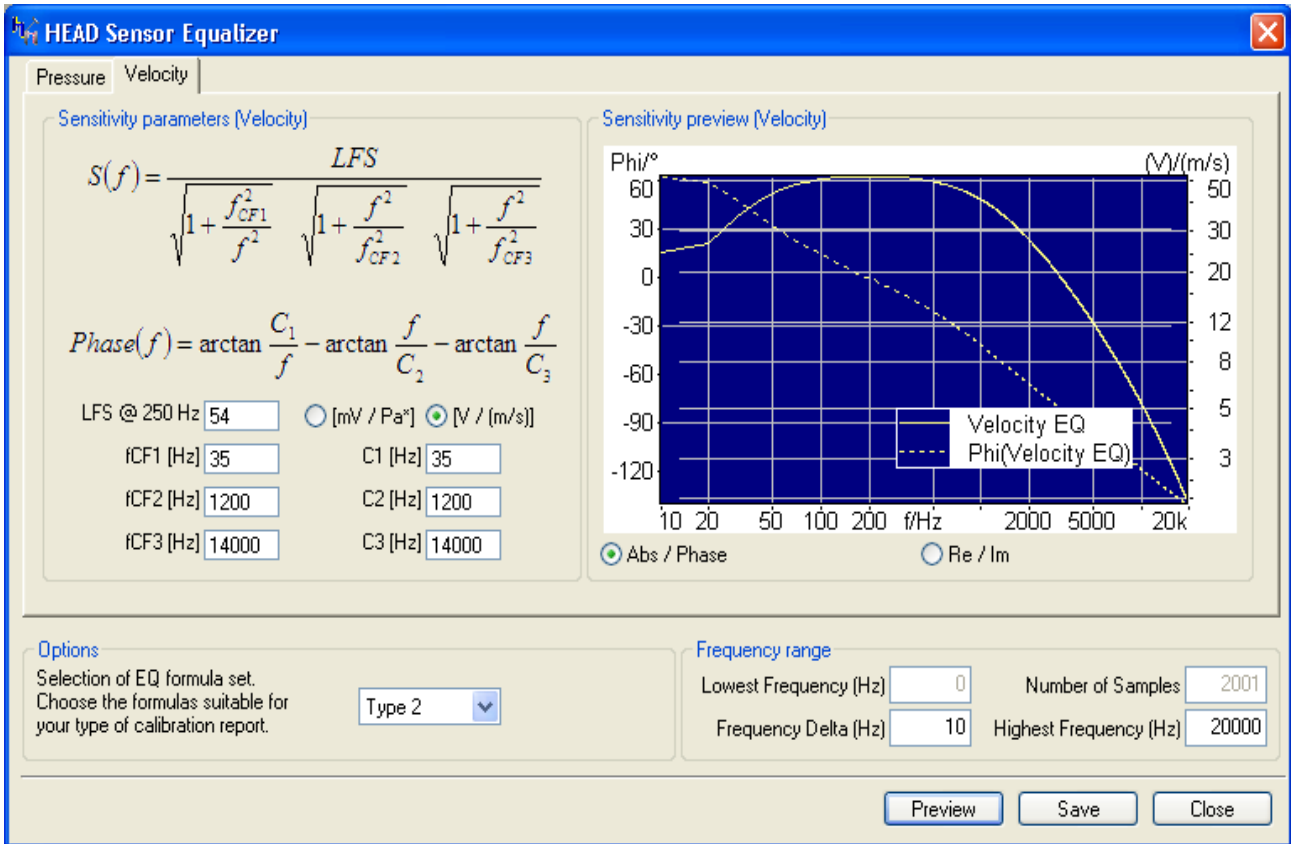 HEAD Sensor Equalizer
Pressure Velocity
Sensitivity parameters (Velocity)
S(f) = LFS / √(1 + f²_CF1 / f²) √(1 + f² / f²_CF2) √(1 + f² / f²_CF3)
Phase(f) = arctan C₁/f − arctan f/C₂ − arctan f/C₃
LFS @ 250 Hz 54 [mV / Pa*] [V / (m/s)]
fCF1 [Hz] 35 C1 [Hz] 35
fCF2 [Hz] 1200 C2 [Hz] 1200
fCF3 [Hz] 14000 C3 [Hz] 14000
Sensitivity preview (Velocity)
Phi/° (V)/(m/s)
60 50
30 30
0 20
-30 12
-60 8
-90 5
-120 3
Velocity EQ
Phi(Velocity EQ)
10 20 50 100 200 f/Hz 2000 5000 20k
Abs / Phase Re / Im
Options
Selection of EQ formula set.
Choose the formulas suitable for
your type of calibration report.
Type 2
Frequency range
Lowest Frequency (Hz) 0 Number of Samples 2001
Frequency Delta (Hz) 10 Highest Frequency (Hz) 20000
Preview Save Close